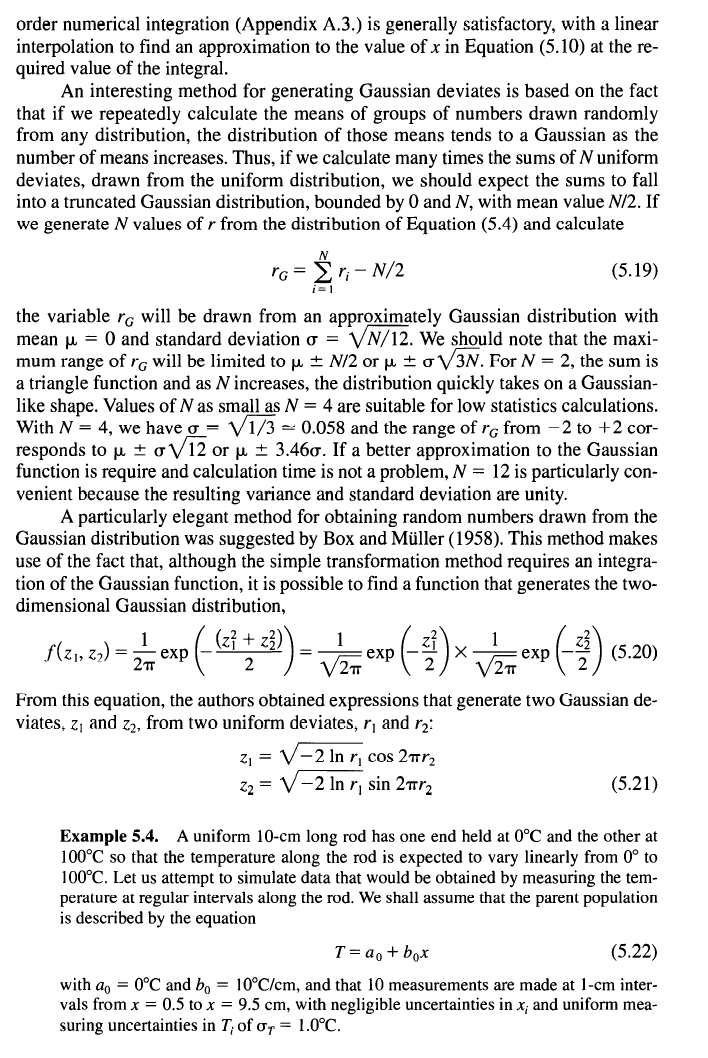 order numerical integration (Appendix A.3.) is generally satisfactory, with a linear
interpolation to find an approximation to the value of x in Equation (5.10) at the re-
quired value of the integral.
An interesting method for generating Gaussian deviates is based on the fact
that if we repeatedly calculate the means of groups of numbers drawn randomly
from any distribution, the distribution of those means tends to a Gaussian as the
number of means increases. Thus, if we calculate many times the sums of N uniform
deviates, drawn from the uniform distribution, we should expect the sums to fall
into a truncated Gaussian distribution, bounded by 0 and N, with mean value N/2. If
we generate N values of r from the distribution of Equation (5.4) and calculate
r_G = ∑_{i=1}^{N} r_i − N/2 (5.19)
the variable r_G will be drawn from an approximately Gaussian distribution with
mean μ = 0 and standard deviation σ = √(N/12). We should note that the maxi-
mum range of r_G will be limited to μ ± N/2 or μ ± σ√(3N). For N = 2, the sum is
a triangle function and as N increases, the distribution quickly takes on a Gaussian-
like shape. Values of N as small as N = 4 are suitable for low statistics calculations.
With N = 4, we have σ = √(1/3) ≃ 0.058 and the range of r_G from −2 to +2 cor-
responds to μ ± σ√12 or μ ± 3.46σ. If a better approximation to the Gaussian
function is require and calculation time is not a problem, N = 12 is particularly con-
venient because the resulting variance and standard deviation are unity.
A particularly elegant method for obtaining random numbers drawn from the
Gaussian distribution was suggested by Box and Müller (1958). This method makes
use of the fact that, although the simple transformation method requires an integra-
tion of the Gaussian function, it is possible to find a function that generates the two-
dimensional Gaussian distribution,
f(z₁, z₂) = 1/(2π) exp (−(z₁² + z₂²)/2) = 1/√(2π) exp (−z₁²/2) × 1/√(2π) exp (−z₂²/2) (5.20)
From this equation, the authors obtained expressions that generate two Gaussian de-
viates, z₁ and z₂, from two uniform deviates, r₁ and r₂:
z₁ = √(−2 ln r₁) cos 2πr₂
z₂ = √(−2 ln r₁) sin 2πr₂ (5.21)
Example 5.4. A uniform 10-cm long rod has one end held at 0°C and the other at
100°C so that the temperature along the rod is expected to vary linearly from 0° to
100°C. Let us attempt to simulate data that would be obtained by measuring the tem-
perature at regular intervals along the rod. We shall assume that the parent population
is described by the equation
T = a₀ + b₀x (5.22)
with a₀ = 0°C and b₀ = 10°C/cm, and that 10 measurements are made at 1-cm inter-
vals from x = 0.5 to x = 9.5 cm, with negligible uncertainties in x_i and uniform mea-
suring uncertainties in T_i of σ_T = 1.0°C.